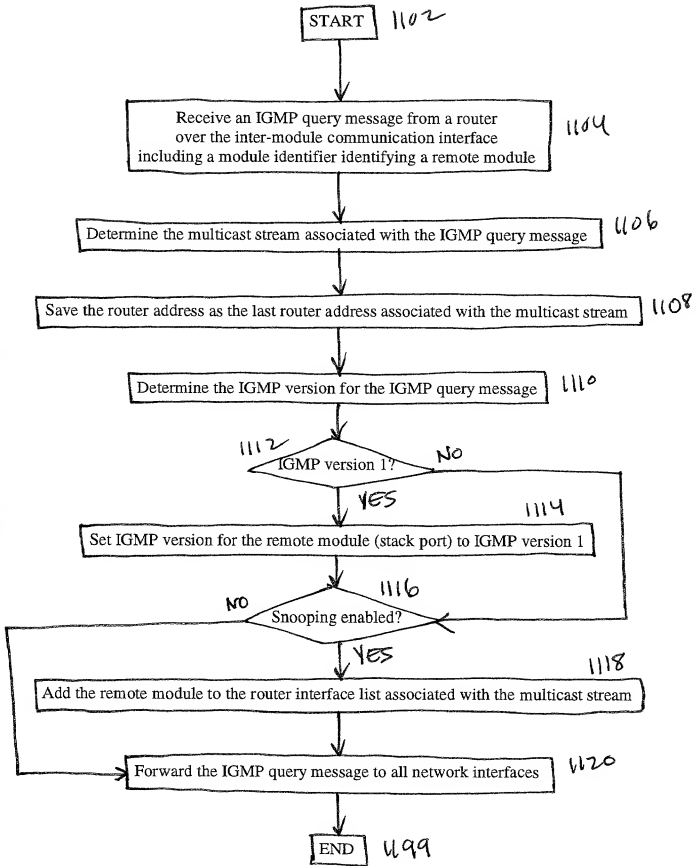 START 1102
Receive an IGMP query message from a router
over the inter-module communication interface
including a module identifier identifying a remote module
1104
Determine the multicast stream associated with the IGMP query message 1106
Save the router address as the last router address associated with the multicast stream 1108
Determine the IGMP version for the IGMP query message 1110
1112
IGMP version 1?
NO
YES
1114
Set IGMP version for the remote module (stack port) to IGMP version 1
1116
NO
Snooping enabled?
YES
1118
Add the remote module to the router interface list associated with the multicast stream
Forward the IGMP query message to all network interfaces 1120
END 1199